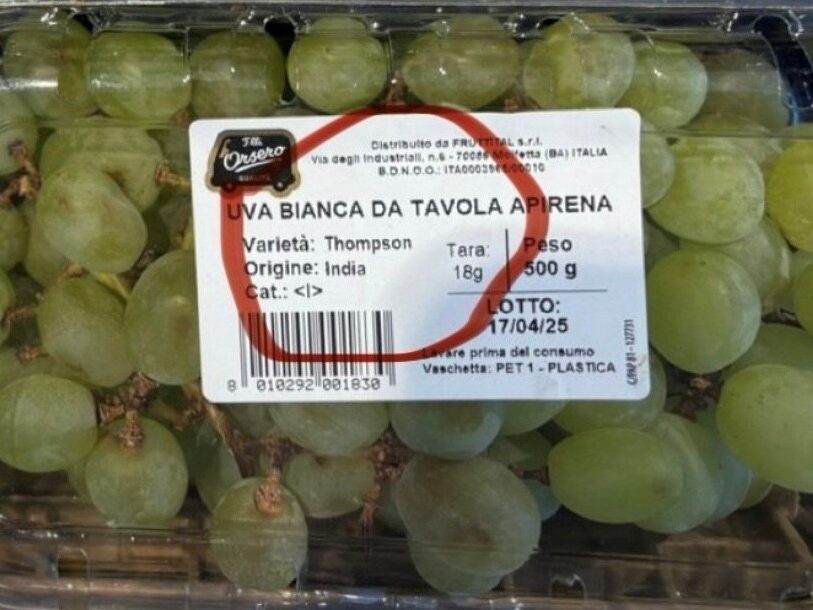 F.lli
Orsero
QUALITÀ
Distribuito da FRUTTITAL s.r.l.
Via degli Industriali, n.6 - 70056 Molfetta (BA) ITALIA
B.D.N.O.O.:
UVA BIANCA DA TAVOLA APIRENA
Varietà: Thompson
Origine: India
Cat.: <I>
Tara:
18g
Peso
500 g
LOTTO:
17/04/25
Lavare prima del consumo
Vaschetta: PET 1 - PLASTICA
8 010292 001830